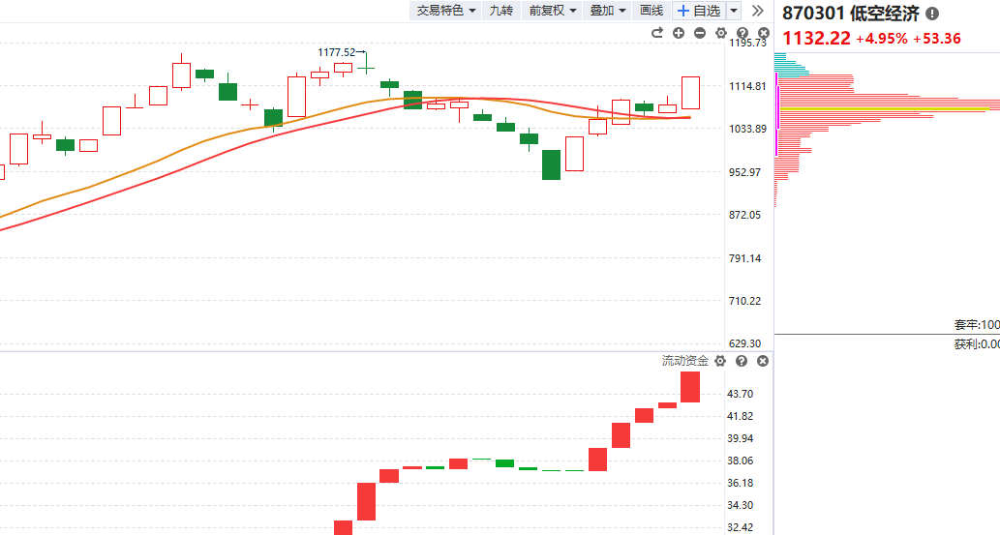 交易特色 九转 前复权 叠加 画线 + 自选
870301 低空经济
1132.22 +4.95% +53.36
1195.73
1177.52
1114.81
1033.89
952.97
872.05
791.14
710.22
629.30
套牢:100
获利:0.00
流动资金
43.70
41.82
39.94
38.06
36.18
34.30
32.42